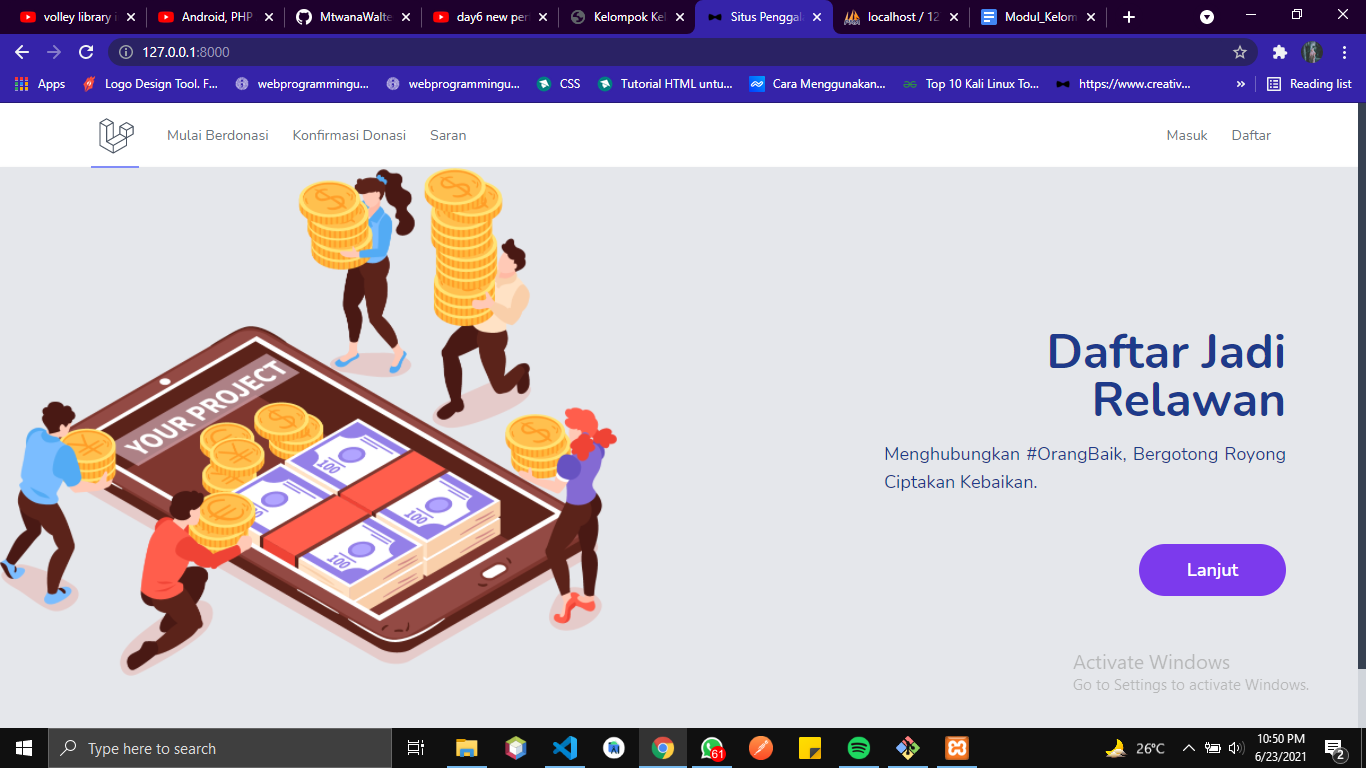 volley library i
Android, PHP
MtwanaWalte
day6 new per
Kelompok Kel
Situs Penggala
localhost / 12
Modul_Kelom
127.0.0.1:8000
Apps
Logo Design Tool. F...
webprogrammingu...
webprogrammingu...
CSS
Tutorial HTML untu...
Cara Menggunakan...
Top 10 Kali Linux To...
https://www.creativ...
»
Reading list
Mulai Berdonasi
Konfirmasi Donasi
Saran
Masuk
Daftar
YOUR PROJECT
100
100
100
Daftar Jadi
Relawan
Menghubungkan #OrangBaik, Bergotong Royong
Ciptakan Kebaikan.
Lanjut
Activate Windows
Go to Settings to activate Windows.
Type here to search
61
26°C
10:50 PM
6/23/2021
2